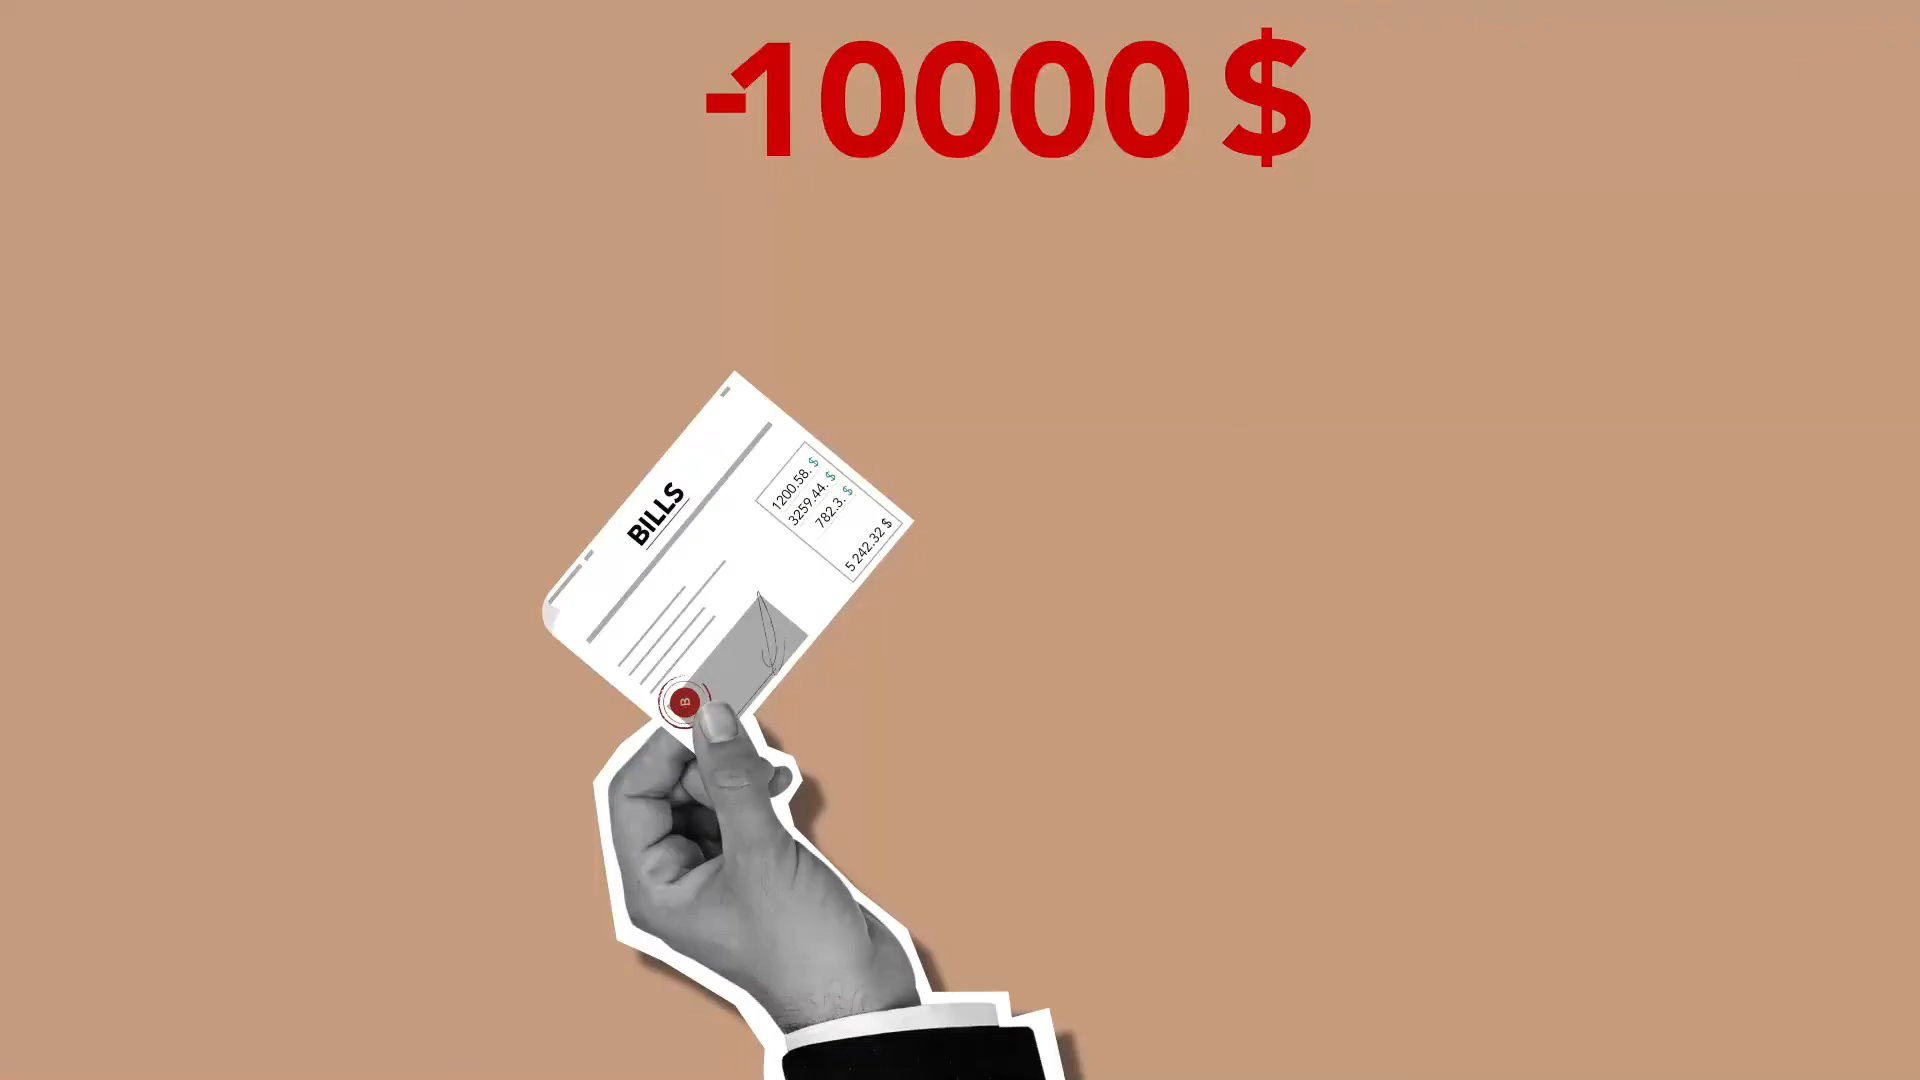 -10000 $
BILLS
1200.58. $
3259.44. $
782.3. $
5 242.32 $
B